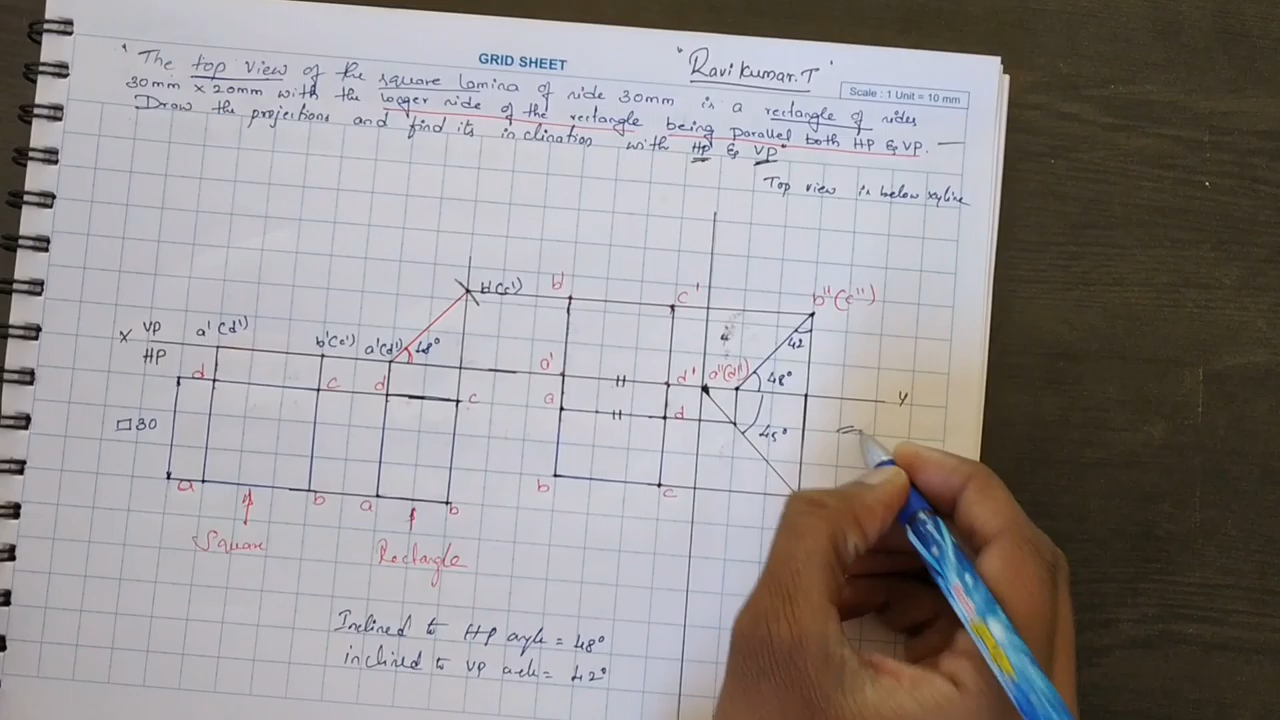 GRID SHEET
"Ravikumar.T"
Scale : 1 Unit = 10 mm
"The top view of the square lamina of side 30mm is a rectangle of sides
30mm x 20mm with the longer side of the rectangle being parallel both HP & VP.
Draw the projections and find its inclination with HP & VP"
Top view is below xy line
b'(c') b' c' b"(c")
X VP a'(d') b'(c') a'(d') 48° 42
HP a' d' a"(d") 48°
d c d c a d Y
□30 45°
a b a b b c
Square Rectangle
Inclined to HP angle = 48°
inclined to VP angle = 42°